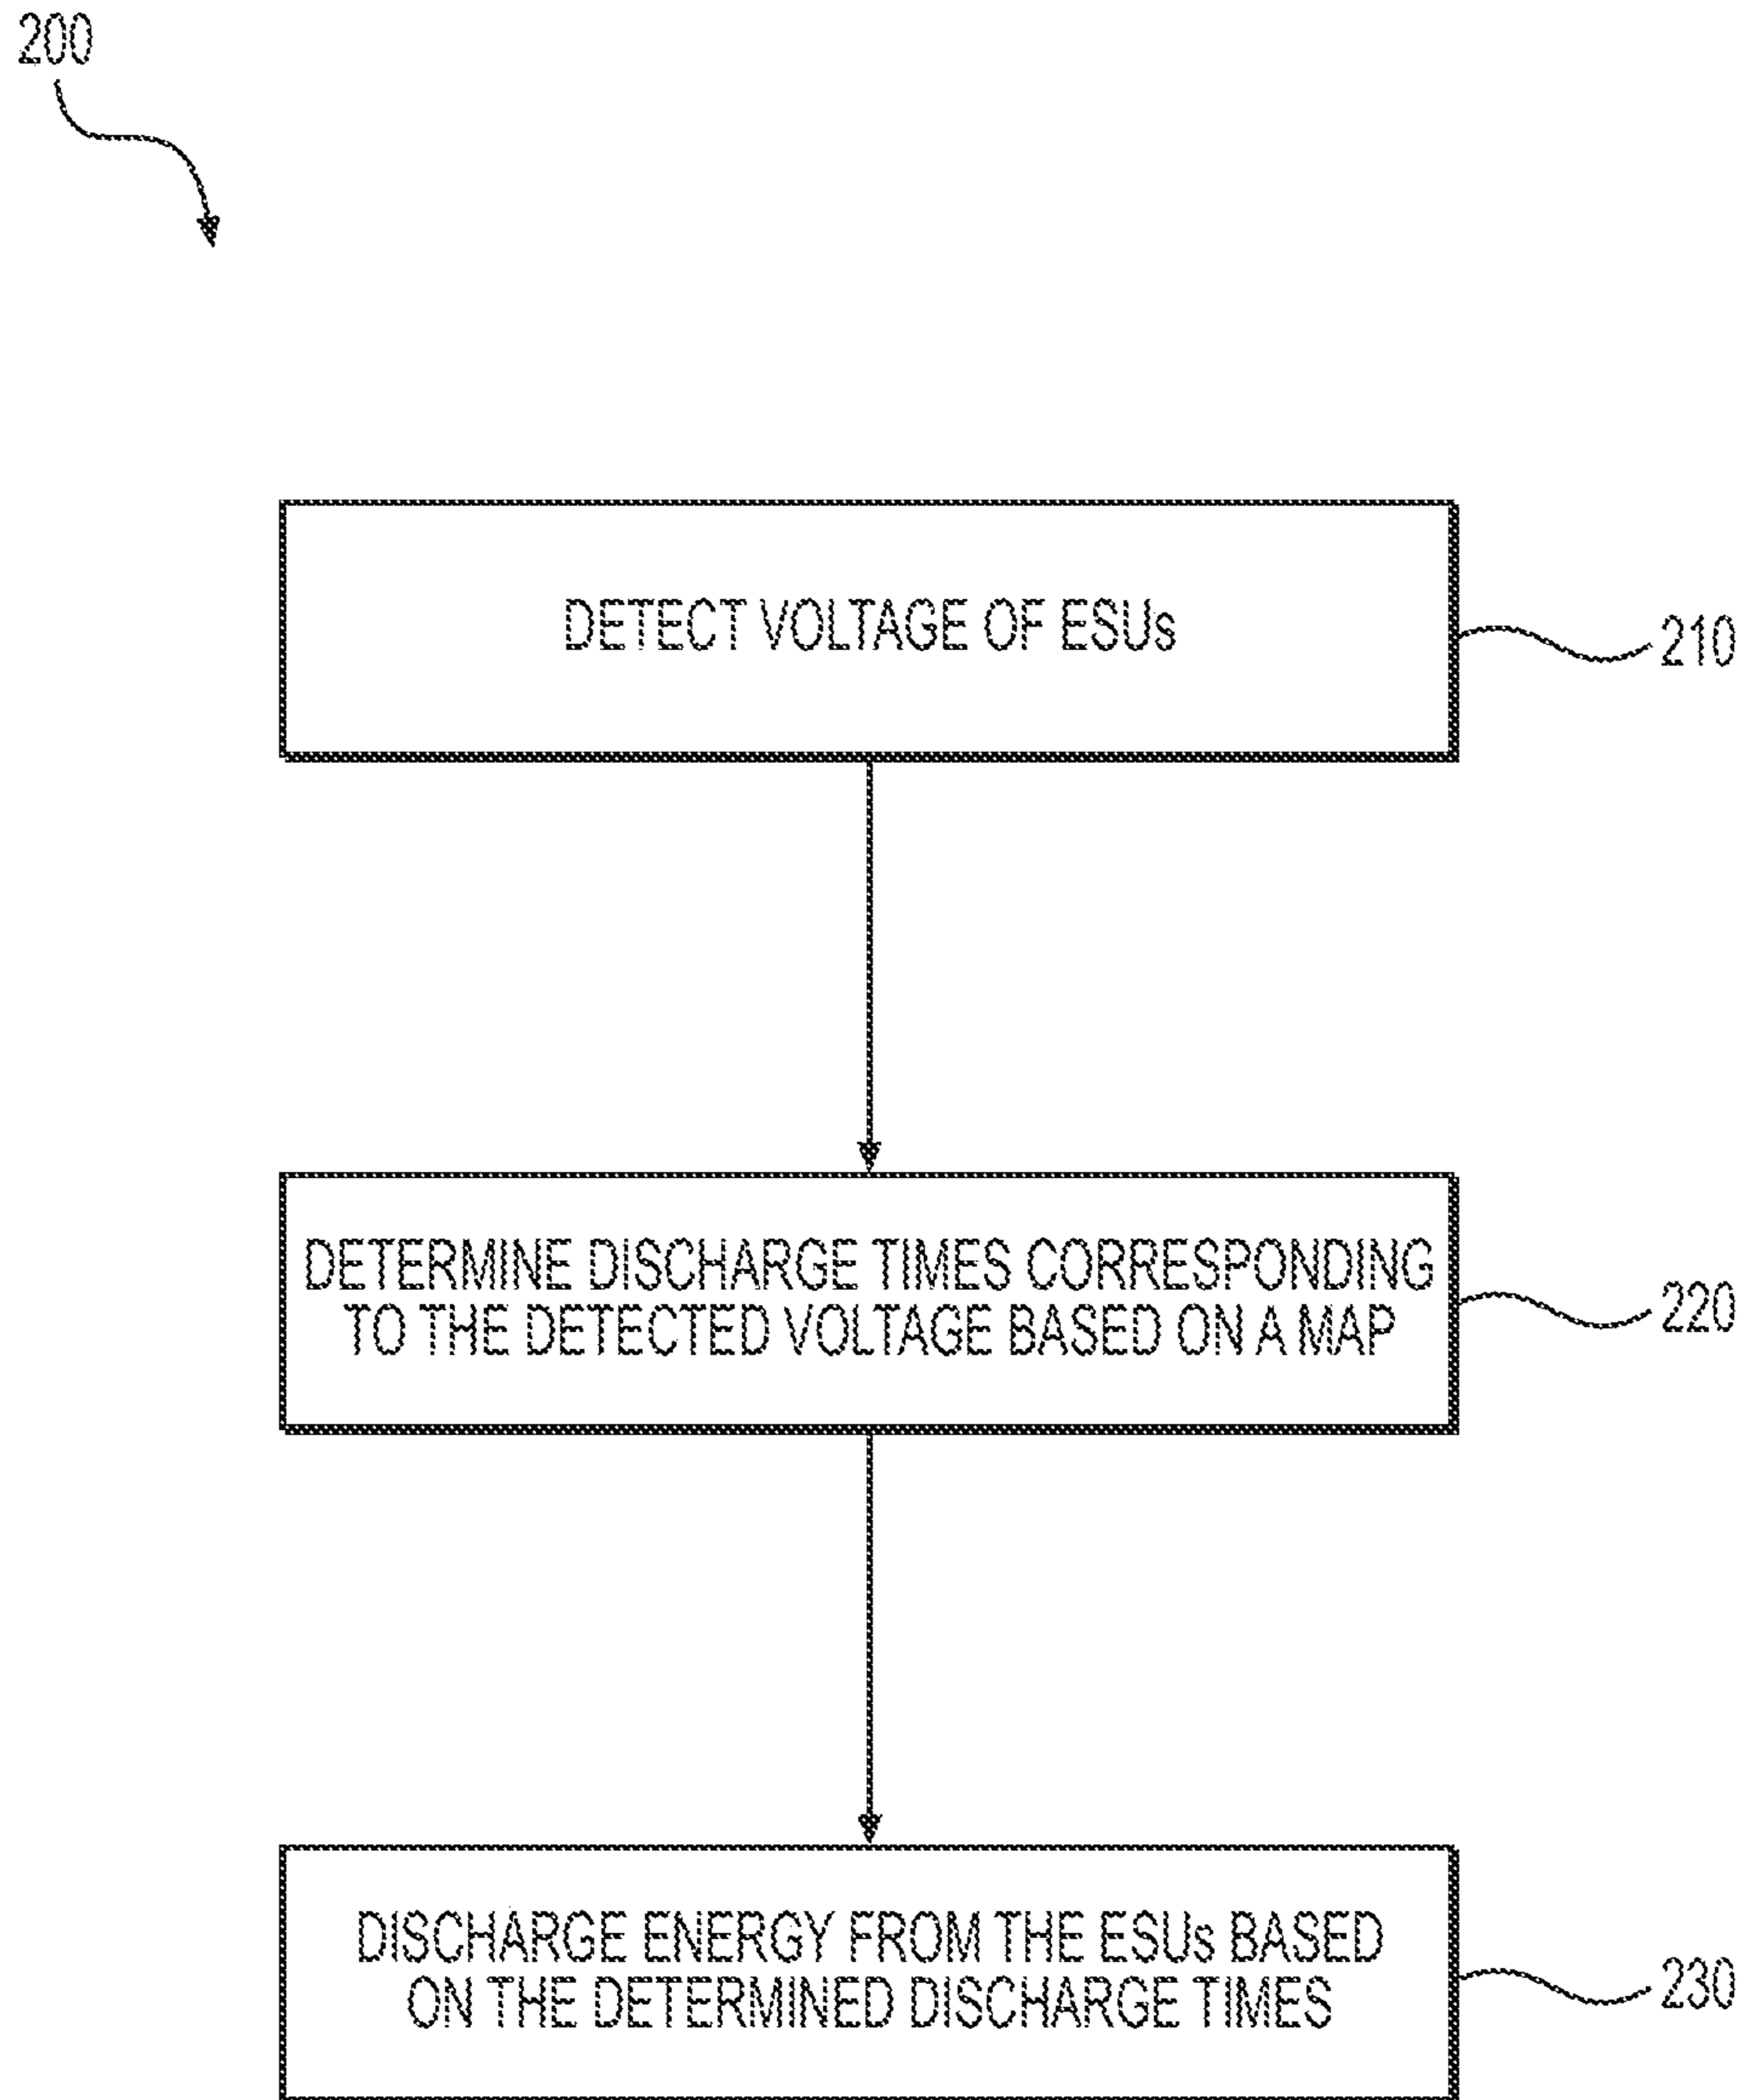 200
DETECT VOLTAGE OF ESUs
210
DETERMINE DISCHARGE TIMES CORRESPONDING
TO THE DETECTED VOLTAGE BASED ON A MAP
220
DISCHARGE ENERGY FROM THE ESUs BASED
ON THE DETERMINED DISCHARGE TIMES
230